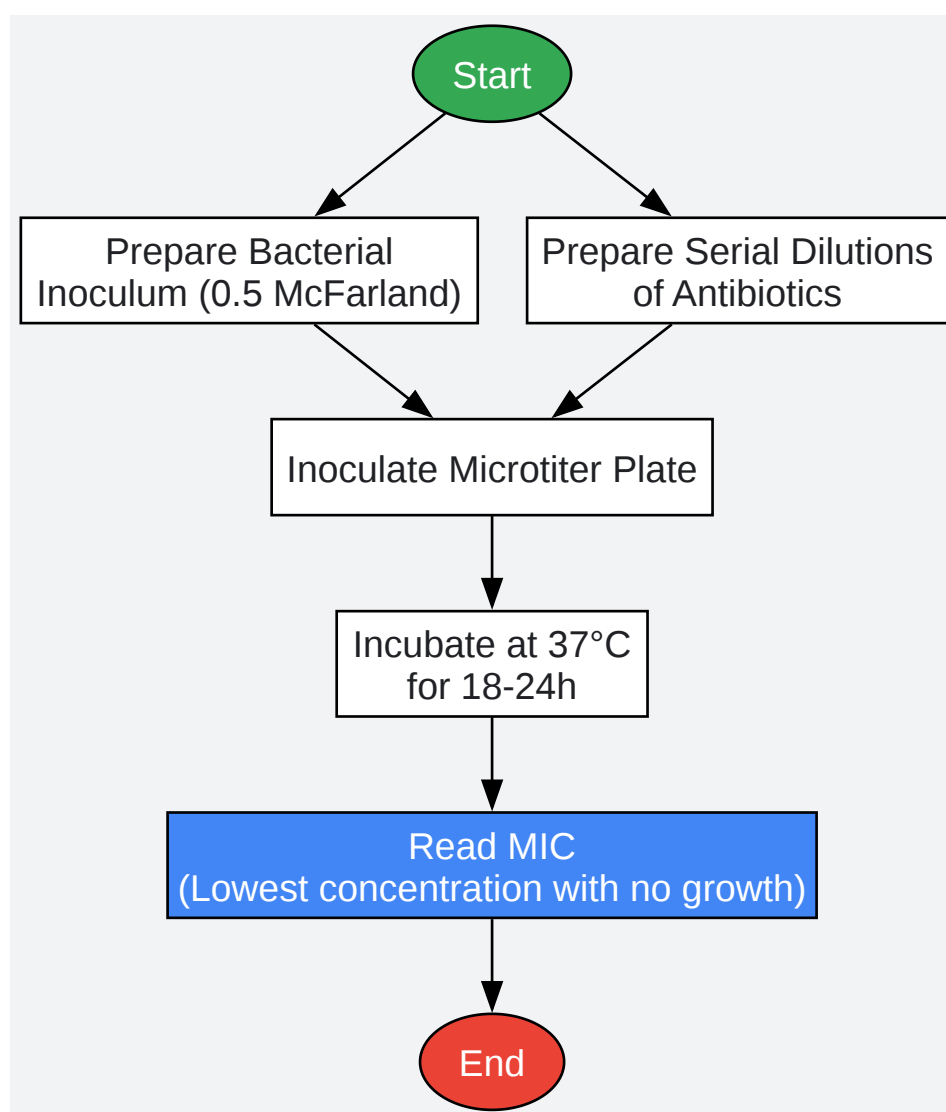 Start
Prepare Bacterial
Inoculum (0.5 McFarland)
Prepare Serial Dilutions
of Antibiotics
Inoculate Microtiter Plate
Incubate at 37°C
for 18-24h
Read MIC
(Lowest concentration with no growth)
End